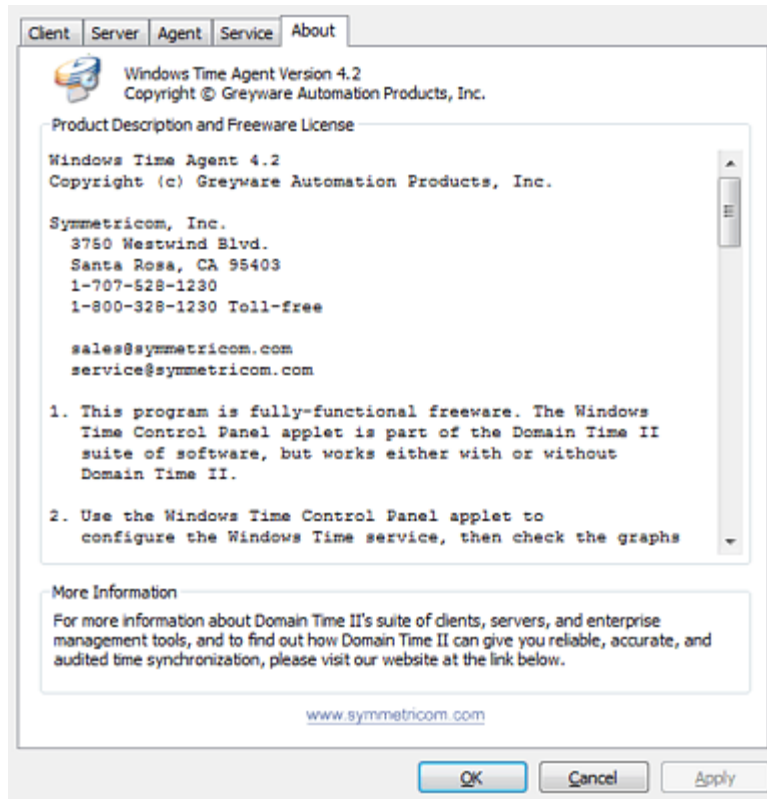 Client Server Agent Service About
Windows Time Agent Version 4.2
Copyright © Greyware Automation Products, Inc.
Product Description and Freeware License
Windows Time Agent 4.2
Copyright (c) Greyware Automation Products, Inc.
Symmetricom, Inc.
3750 Westwind Blvd.
Santa Rosa, CA 95403
1-707-528-1230
1-800-328-1230 Toll-free
sales@symmetricom.com
service@symmetricom.com
1. This program is fully-functional freeware. The Windows
Time Control Panel applet is part of the Domain Time II
suite of software, but works either with or without
Domain Time II.
2. Use the Windows Time Control Panel applet to
configure the Windows Time service, then check the graphs
More Information
For more information about Domain Time II's suite of clients, servers, and enterprise
management tools, and to find out how Domain Time II can give you reliable, accurate, and
audited time synchronization, please visit our website at the link below.
www.symmetricom.com
OK Cancel Apply